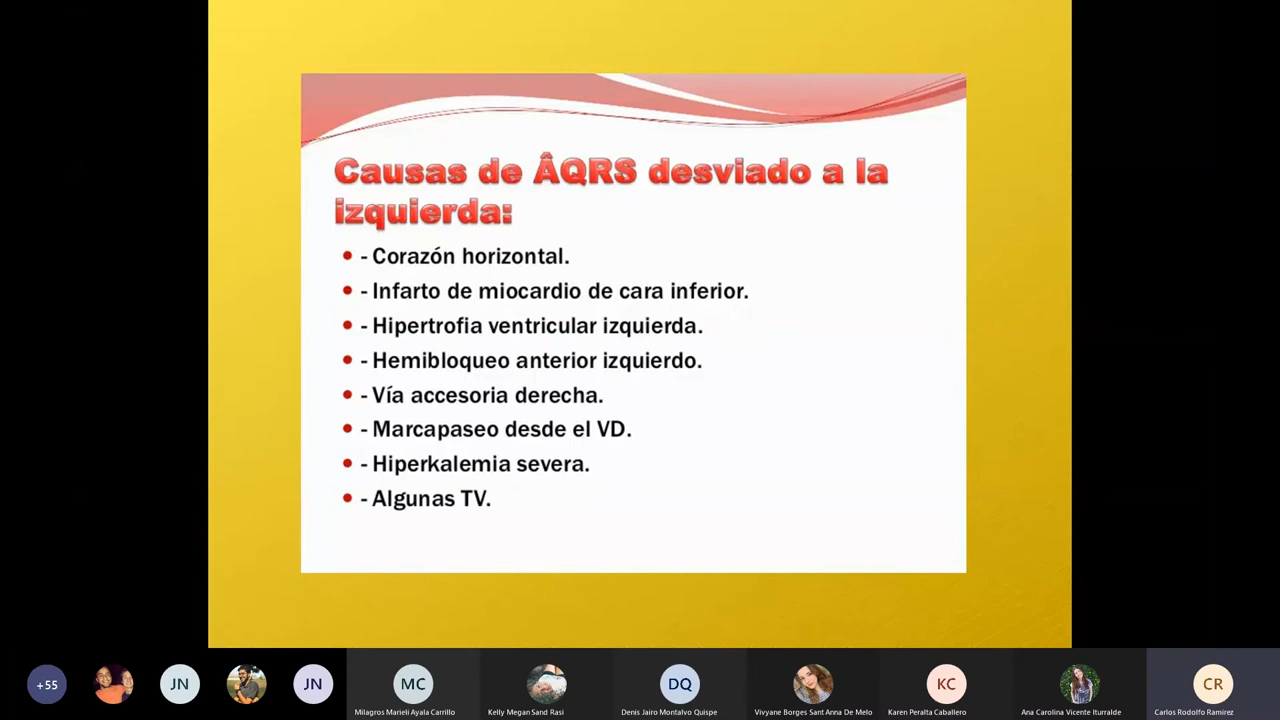 Causas de ÂQRS desviado a la
izquierda:
- Corazón horizontal.
- Infarto de miocardio de cara inferior.
- Hipertrofia ventricular izquierda.
- Hemibloqueo anterior izquierdo.
- Vía accesoria derecha.
- Marcapaseo desde el VD.
- Hiperkalemia severa.
- Algunas TV.
+55
JN
JN
MC
DQ
KC
CR
Milagros Marieli Ayala Carrillo
Kelly Megan Sand Rasi
Denis Jairo Montalvo Quispe
Vivyane Borges Sant Anna De Melo
Karen Peralta Caballero
Ana Carolina Vicente Iturralde
Carlos Rodolfo Ramirez